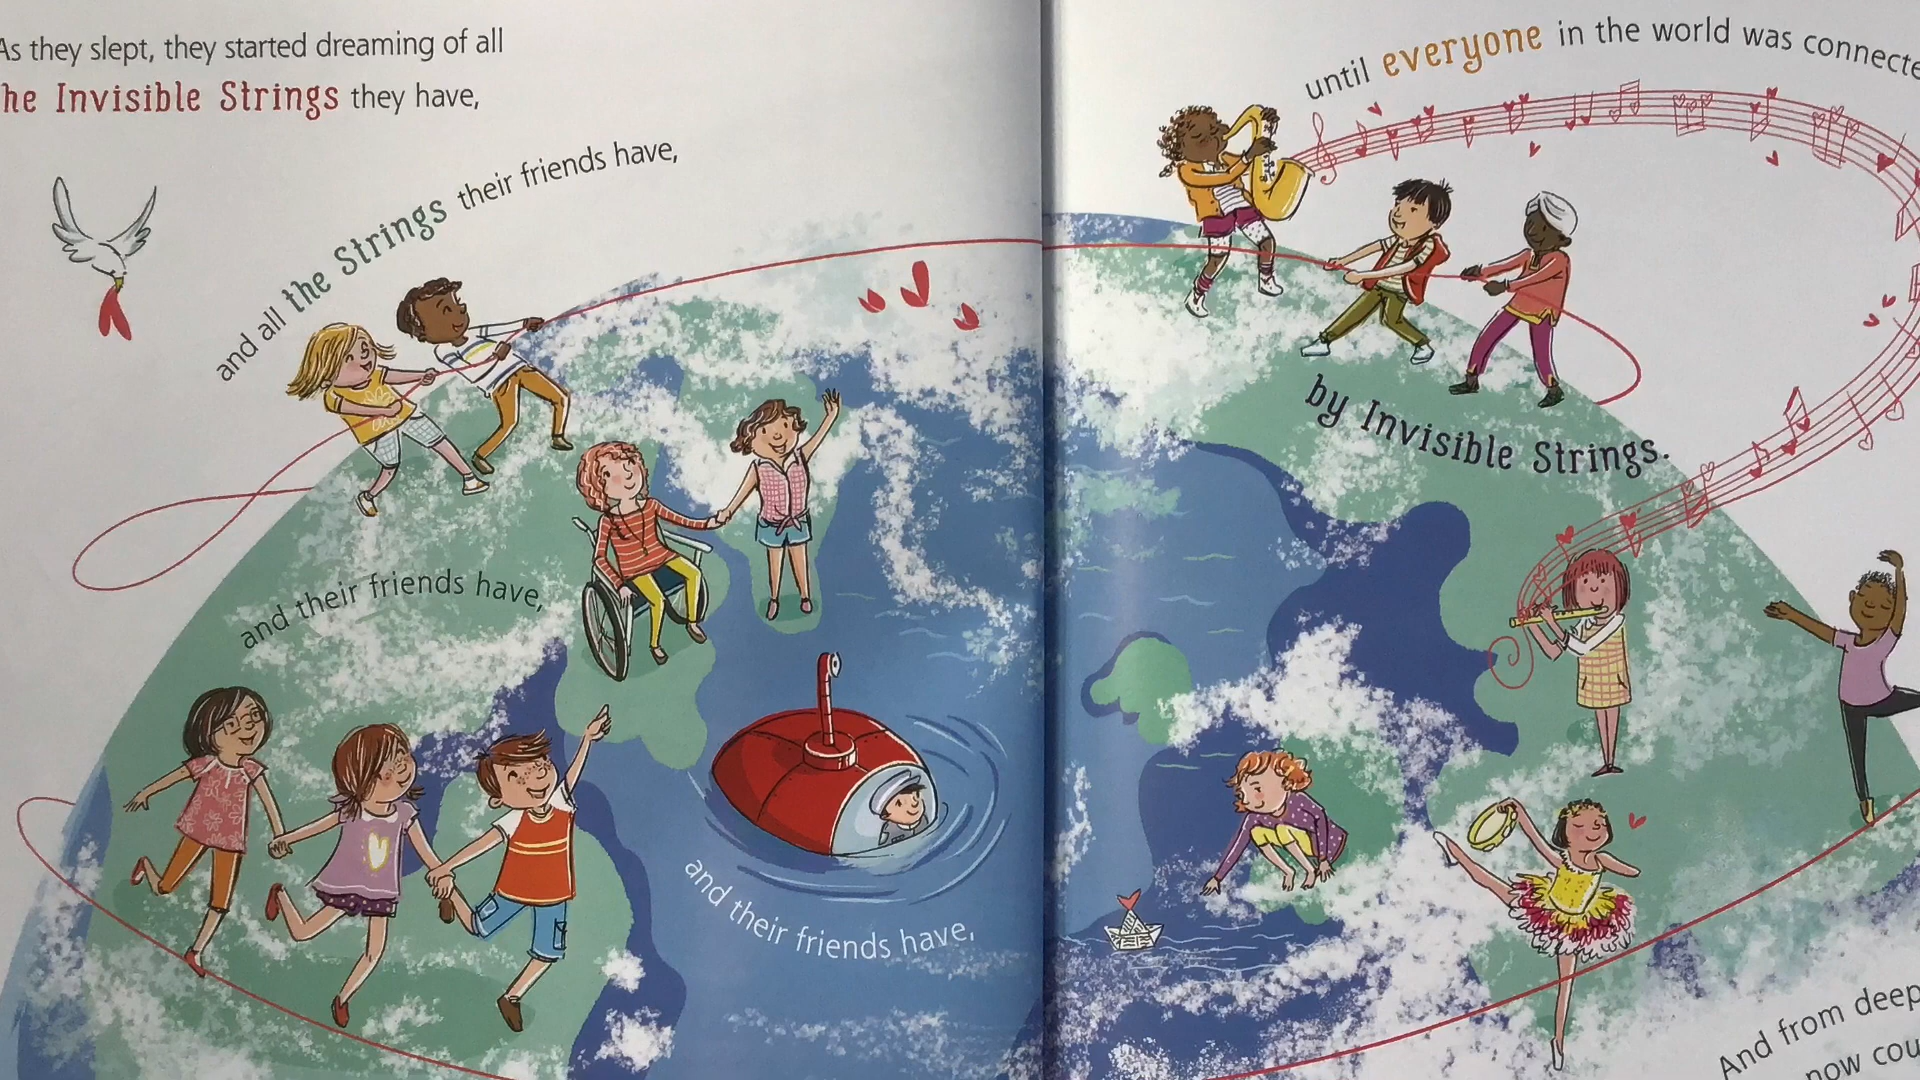 As they slept, they started dreaming of all
he Invisible Strings they have,
and all the Strings their friends have,
and their friends have,
and their friends have,
until everyone in the world was connecte
by Invisible Strings.
And from deep
now cou